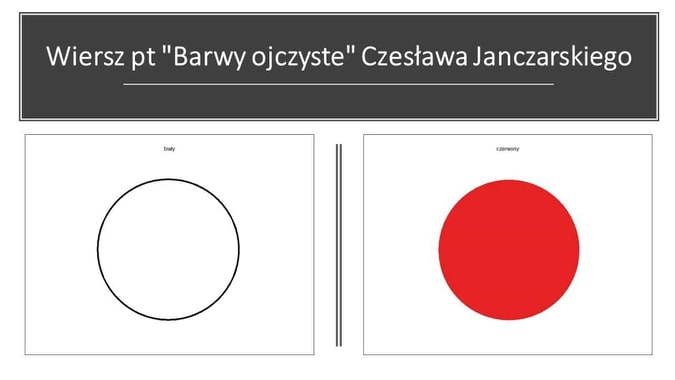 Wiersz pt "Barwy ojczyste" Czesława Janczarskiego
biały
czerwony